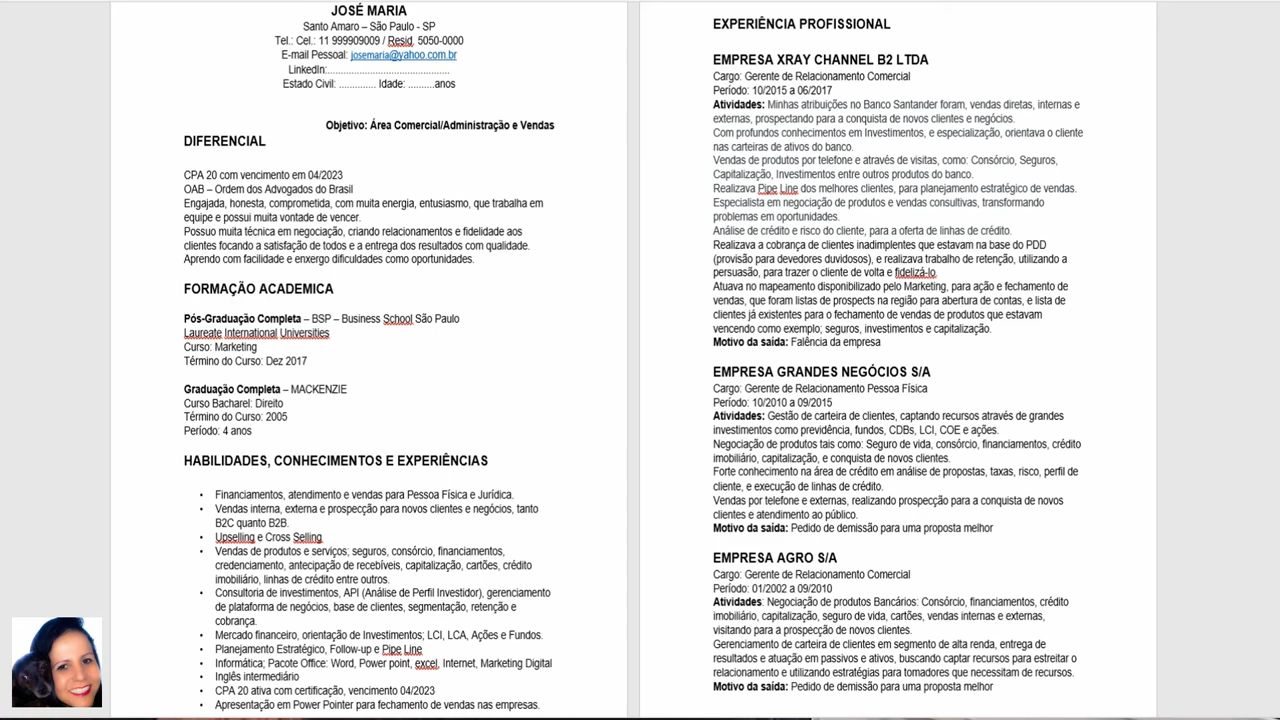 JOSÉ MARIA
Santo Amaro – São Paulo - SP
Tel.: Cel.: 11 999909009 / Resid. 5050-0000
E-mail Pessoal: josemaria@yahoo.com.br
LinkedIn:.............................................
Estado Civil: .............. Idade: ..........anos
Objetivo: Área Comercial/Administração e Vendas
DIFERENCIAL
CPA 20 com vencimento em 04/2023
OAB – Ordem dos Advogados do Brasil
Engajada, honesta, comprometida, com muita energia, entusiasmo, que trabalha em
equipe e possui muita vontade de vencer.
Possuo muita técnica em negociação, criando relacionamentos e fidelidade aos
clientes focando a satisfação de todos e a entrega dos resultados com qualidade.
Aprendo com facilidade e enxergo dificuldades como oportunidades.
FORMAÇÃO ACADEMICA
Pós-Graduação Completa – BSP – Business School São Paulo
Laureate International Universities
Curso: Marketing
Término do Curso: Dez 2017
Graduação Completa – MACKENZIE
Curso Bacharel: Direito
Término do Curso: 2005
Período: 4 anos
HABILIDADES, CONHECIMENTOS E EXPERIÊNCIAS
• Financiamentos, atendimento e vendas para Pessoa Física e Jurídica.
• Vendas interna, externa e prospecção para novos clientes e negócios, tanto
B2C quanto B2B.
• Upselling e Cross Selling
• Vendas de produtos e serviços; seguros, consórcio, financiamentos,
credenciamento, antecipação de recebíveis, capitalização, cartões, crédito
imobiliário, linhas de crédito entre outros.
• Consultoria de investimentos, API (Análise de Perfil Investidor), gerenciamento
de plataforma de negócios, base de clientes, segmentação, retenção e
cobrança.
• Mercado financeiro, orientação de Investimentos; LCI, LCA, Ações e Fundos.
• Planejamento Estratégico, Follow-up e Pipe Line
• Informática; Pacote Office: Word, Power point, excel, Internet, Marketing Digital
• Inglês intermediário
• CPA 20 ativa com certificação, vencimento 04/2023
• Apresentação em Power Pointer para fechamento de vendas nas empresas.
EXPERIÊNCIA PROFISSIONAL
EMPRESA XRAY CHANNEL B2 LTDA
Cargo: Gerente de Relacionamento Comercial
Período: 10/2015 a 06/2017
Atividades: Minhas atribuições no Banco Santander foram, vendas diretas, internas e
externas, prospectando para a conquista de novos clientes e negócios.
Com profundos conhecimentos em Investimentos, e especialização, orientava o cliente
nas carteiras de ativos do banco.
Vendas de produtos por telefone e através de visitas, como: Consórcio, Seguros,
Capitalização, Investimentos entre outros produtos do banco.
Realizava Pipe Line dos melhores clientes, para planejamento estratégico de vendas.
Especialista em negociação de produtos e vendas consultivas, transformando
problemas em oportunidades.
Análise de crédito e risco do cliente, para a oferta de linhas de crédito.
Realizava a cobrança de clientes inadimplentes que estavam na base do PDD
(provisão para devedores duvidosos), e realizava trabalho de retenção, utilizando a
persuasão, para trazer o cliente de volta e fidelizá-lo.
Atuava no mapeamento disponibilizado pelo Marketing, para ação e fechamento de
vendas, que foram listas de prospects na região para abertura de contas, e lista de
clientes já existentes para o fechamento de vendas de produtos que estavam
vencendo como exemplo; seguros, investimentos e capitalização.
Motivo da saída: Falência da empresa
EMPRESA GRANDES NEGÓCIOS S/A
Cargo: Gerente de Relacionamento Pessoa Física
Período: 10/2010 a 09/2015
Atividades: Gestão de carteira de clientes, captando recursos através de grandes
investimentos como previdência, fundos, CDBs, LCI, COE e ações.
Negociação de produtos tais como: Seguro de vida, consórcio, financiamentos, crédito
imobiliário, capitalização, e conquista de novos clientes.
Forte conhecimento na área de crédito em análise de propostas, taxas, risco, perfil de
cliente, e execução de linhas de crédito.
Vendas por telefone e externas, realizando prospecção para a conquista de novos
clientes e atendimento ao público.
Motivo da saída: Pedido de demissão para uma proposta melhor
EMPRESA AGRO S/A
Cargo: Gerente de Relacionamento Comercial
Período: 01/2002 a 09/2010
Atividades: Negociação de produtos Bancários: Consórcio, financiamentos, crédito
imobiliário, capitalização, seguro de vida, cartões, vendas internas e externas,
visitando para a prospecção de novos clientes.
Gerenciamento de carteira de clientes em segmento de alta renda, entrega de
resultados e atuação em passivos e ativos, buscando captar recursos para estreitar o
relacionamento e utilizando estratégias para tomadores que necessitam de recursos.
Motivo da saída: Pedido de demissão para uma proposta melhor